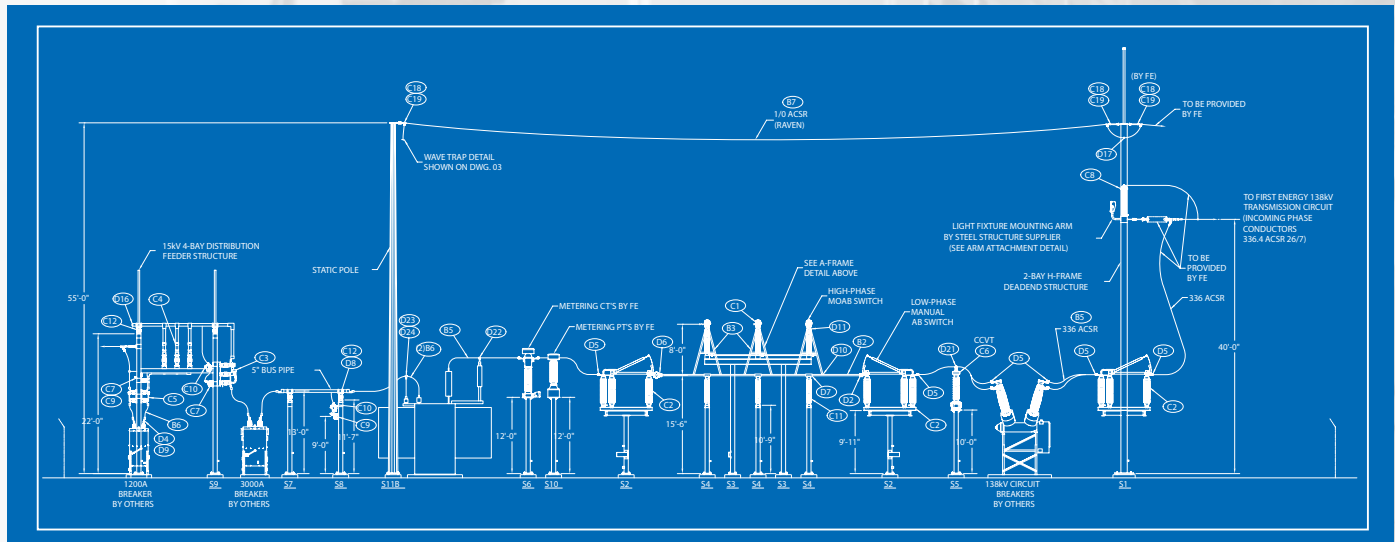 C18
C19
B7
1/0 ACSR
(RAVEN)
(BY FE)
C18
C19
C18
C19
TO BE PROVIDED
BY FE
D17
WAVE TRAP DETAIL
SHOWN ON DWG. 03
C8
TO FIRST ENERGY 138kV
TRANSMISSION CIRCUIT
(INCOMING PHASE
CONDUCTORS
336.4 ACSR 26/7)
LIGHT FIXTURE MOUNTING ARM
BY STEEL STRUCTURE SUPPLIER
(SEE ARM ATTACHMENT DETAIL)
TO BE
PROVIDED
BY FE
15kV 4-BAY DISTRIBUTION
FEEDER STRUCTURE
STATIC POLE
SEE A-FRAME
DETAIL ABOVE
HIGH-PHASE
MOAB SWITCH
LOW-PHASE
MANUAL
AB SWITCH
2-BAY H-FRAME
DEADEND STRUCTURE
336 ACSR
55'-0"
D16
C4
C12
METERING CT'S BY FE
METERING PT'S BY FE
C1
B3
D11
B5
336 ACSR
D23
D24
B5
D22
(2)B6
C3
5" BUS PIPE
C12
D8
C10
C7
C9
C5
C7
C10
C9
B6
D4
D9
22'-0"
13'-0"
9'-0"
11'-7"
D5
D6
8'-0"
D10
B2
D7
D2
D5
C2
C11
C2
15'-6"
10'-9"
9'-11"
12'-0"
12'-0"
D21
CCVT
C6
D5
10'-0"
D5
D5
C2
40'-0"
1200A
BREAKER
BY OTHERS
S9
3000A
BREAKER
BY OTHERS
S7
S8
S11B
S6
S10
S2
S4
S3
S4
S3
S4
S2
S5
138kV CIRCUIT
BREAKERS
BY OTHERS
S1